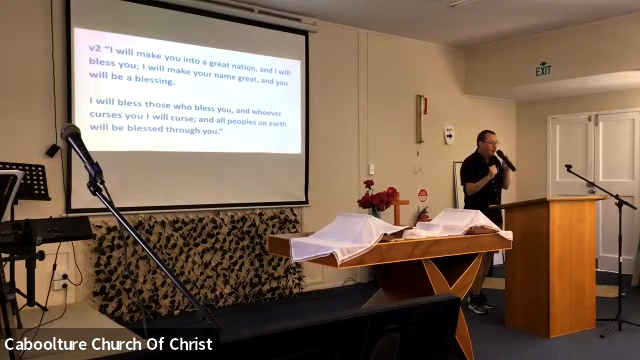 v2 "I will make you into a great nation, and I will
bless you; I will make your name great, and you
will be a blessing.
I will bless those who bless you, and whoever
curses you I will curse; and all peoples on earth
will be blessed through you."
EXIT
Caboolture Church Of Christ